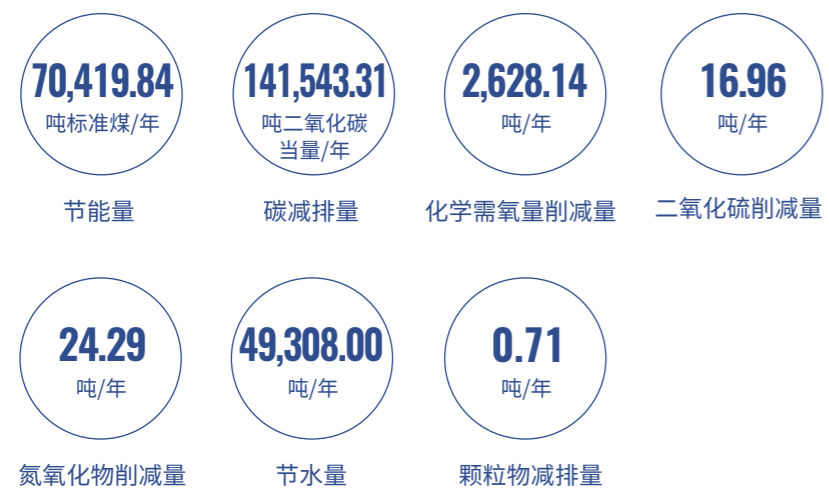 70,419.84
吨标准煤/年
节能量
141,543.31
吨二氧化碳
当量/年
碳减排量
2,628.14
吨/年
化学需氧量削减量
16.96
吨/年
二氧化硫削减量
24.29
吨/年
氮氧化物削减量
49,308.00
吨/年
节水量
0.71
吨/年
颗粒物减排量